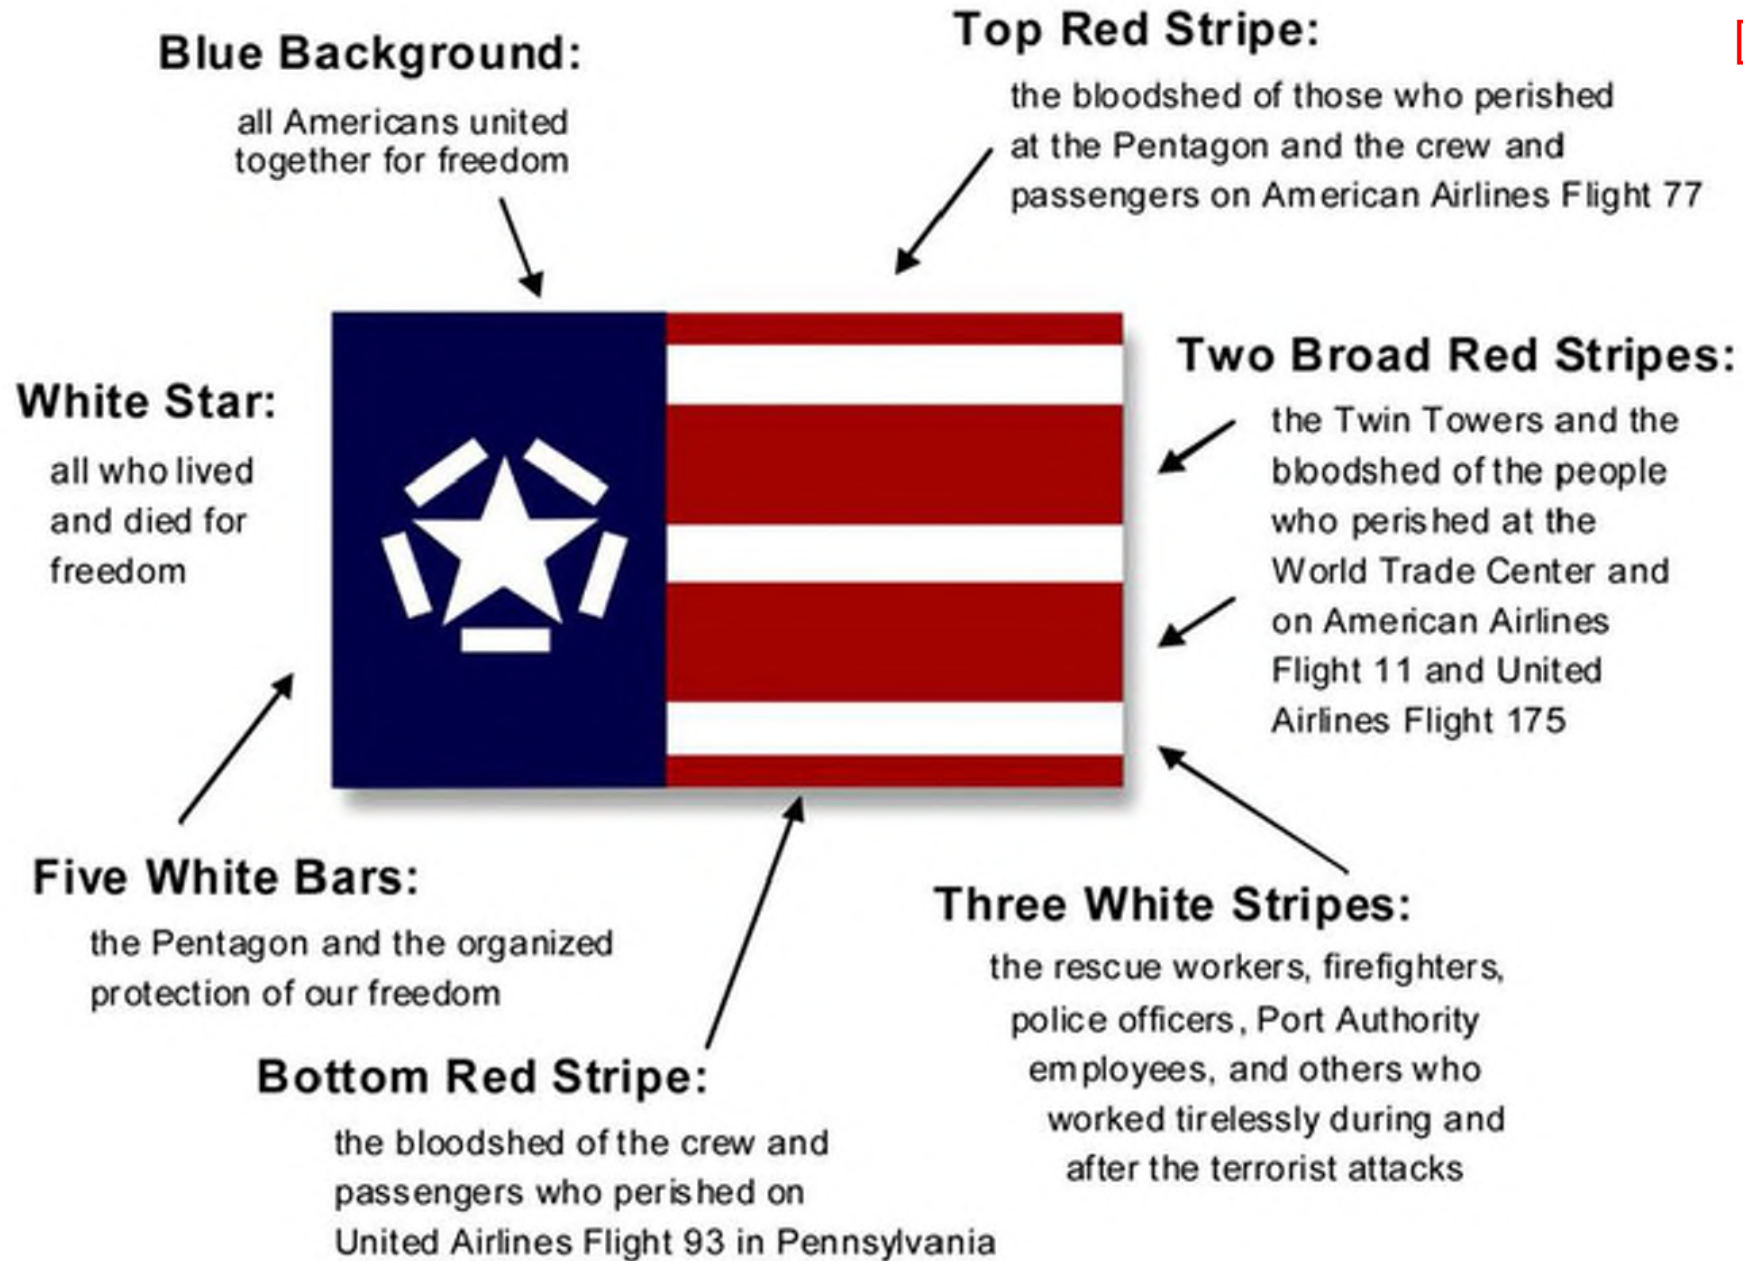 Blue Background:
all Americans united
together for freedom
Top Red Stripe:
the bloodshed of those who perished
at the Pentagon and the crew and
passengers on American Airlines Flight 77
White Star:
all who lived
and died for
freedom
Two Broad Red Stripes:
the Twin Towers and the
bloodshed of the people
who perished at the
World Trade Center and
on American Airlines
Flight 11 and United
Airlines Flight 175
Five White Bars:
the Pentagon and the organized
protection of our freedom
Three White Stripes:
the rescue workers, firefighters,
police officers, Port Authority
employees, and others who
worked tirelessly during and
after the terrorist attacks
Bottom Red Stripe:
the bloodshed of the crew and
passengers who perished on
United Airlines Flight 93 in Pennsylvania